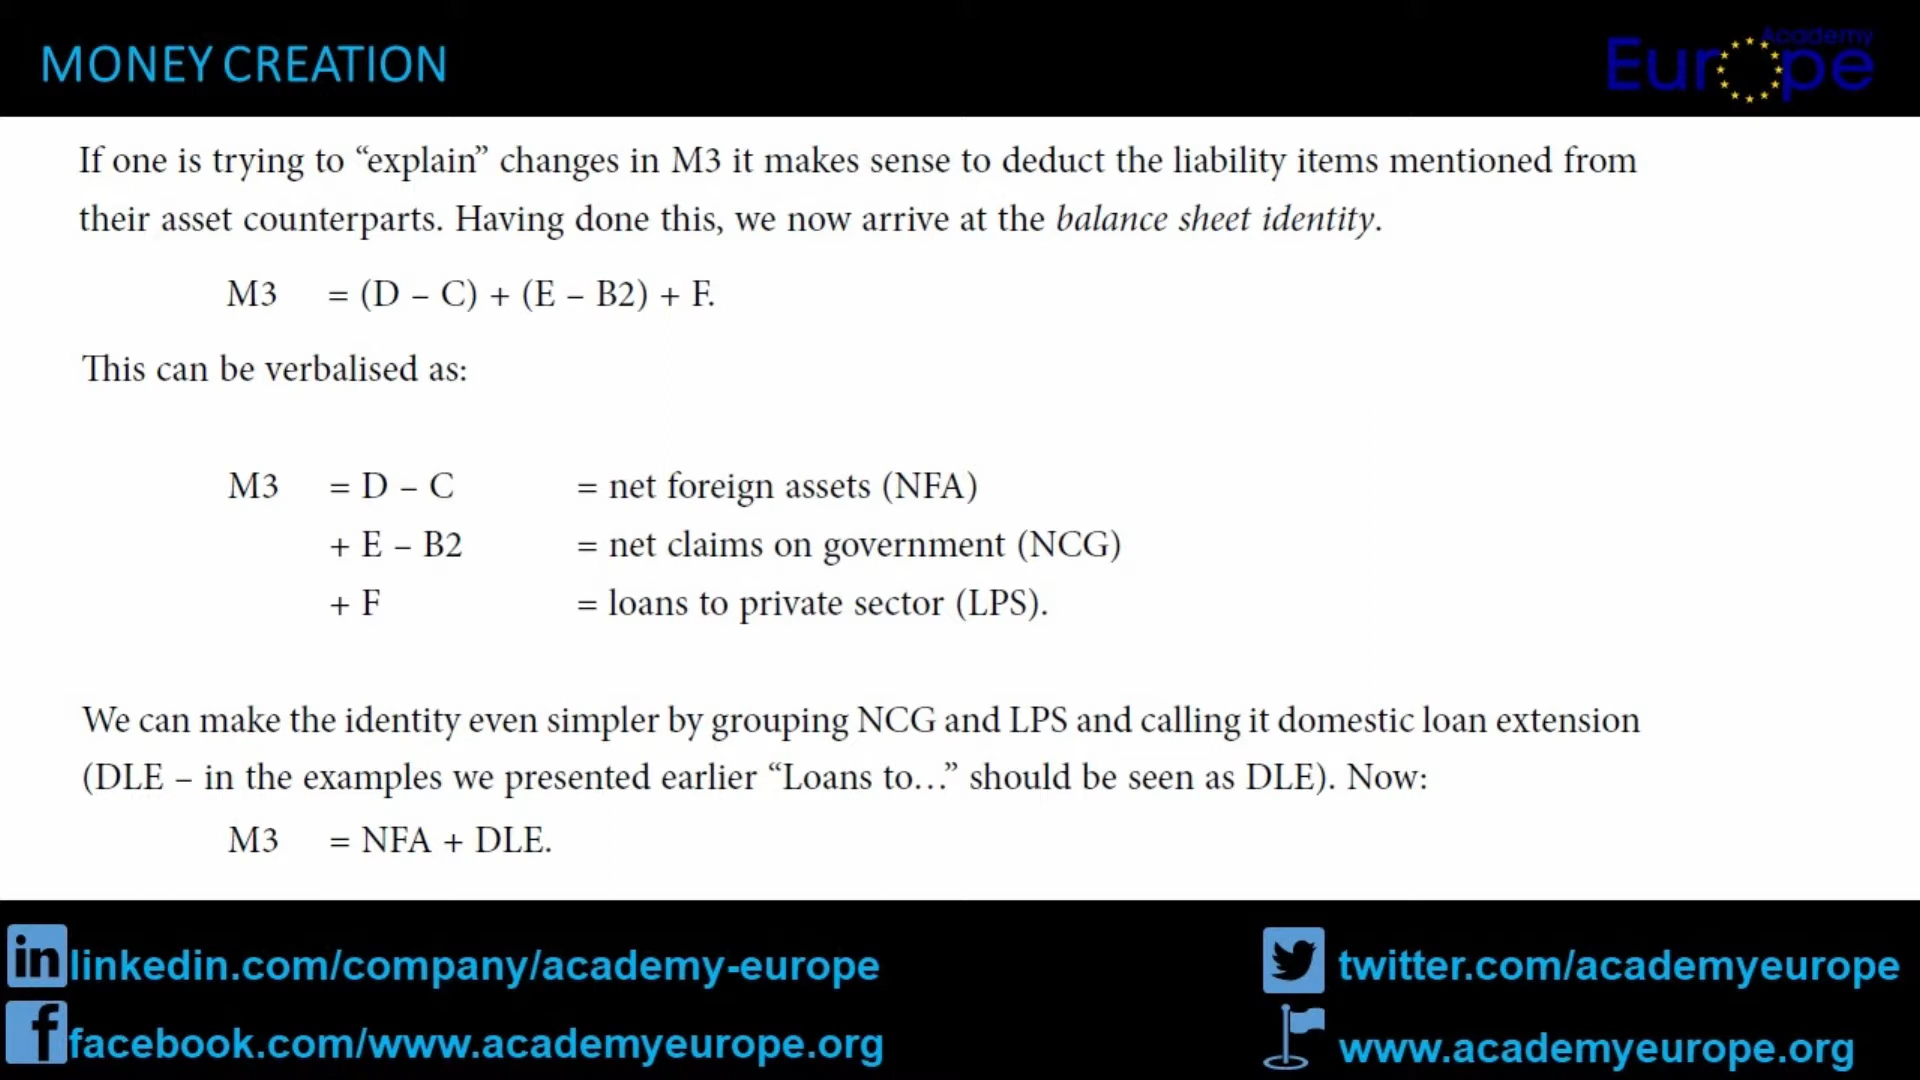 MONEY CREATION
Academy
Europe
If one is trying to “explain” changes in M3 it makes sense to deduct the liability items mentioned from
their asset counterparts. Having done this, we now arrive at the balance sheet identity.
M3 = (D – C) + (E – B2) + F.
This can be verbalised as:
M3 = D – C = net foreign assets (NFA)
+ E – B2 = net claims on government (NCG)
+ F = loans to private sector (LPS).
We can make the identity even simpler by grouping NCG and LPS and calling it domestic loan extension
(DLE – in the examples we presented earlier “Loans to…” should be seen as DLE). Now:
M3 = NFA + DLE.
in linkedin.com/company/academy-europe
twitter.com/academyeurope
f facebook.com/www.academyeurope.org
www.academyeurope.org